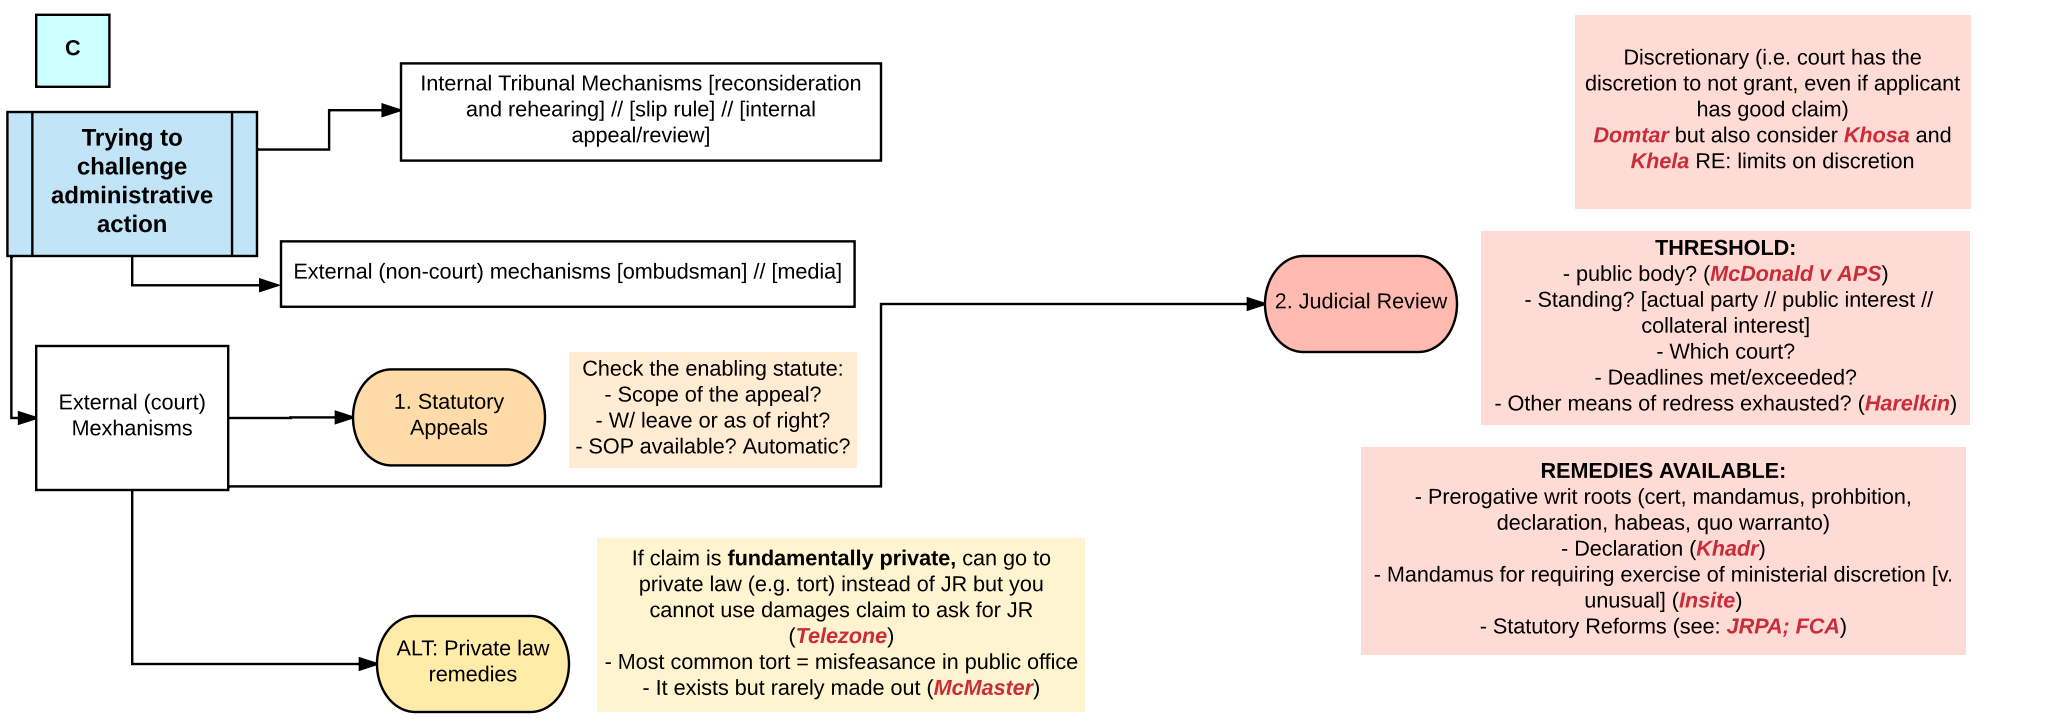 C
Trying to
challenge
administrative
action
Internal Tribunal Mechanisms [reconsideration
and rehearing] // [slip rule] // [internal
appeal/review]
External (non-court) mechanisms [ombudsman] // [media]
External (court)
Mexhanisms
1. Statutory
Appeals
Check the enabling statute:
- Scope of the appeal?
- W/ leave or as of right?
- SOP available? Automatic?
ALT: Private law
remedies
If claim is fundamentally private, can go to
private law (e.g. tort) instead of JR but you
cannot use damages claim to ask for JR
(Telezone)
- Most common tort = misfeasance in public office
- It exists but rarely made out (McMaster)
2. Judicial Review
Discretionary (i.e. court has the
discretion to not grant, even if applicant
has good claim)
Domtar but also consider Khosa and
Khela RE: limits on discretion
THRESHOLD:
- public body? (McDonald v APS)
- Standing? [actual party // public interest //
collateral interest]
- Which court?
- Deadlines met/exceeded?
- Other means of redress exhausted? (Harelkin)
REMEDIES AVAILABLE:
- Prerogative writ roots (cert, mandamus, prohbition,
declaration, habeas, quo warranto)
- Declaration (Khadr)
- Mandamus for requiring exercise of ministerial discretion [v.
unusual] (Insite)
- Statutory Reforms (see: JRPA; FCA)